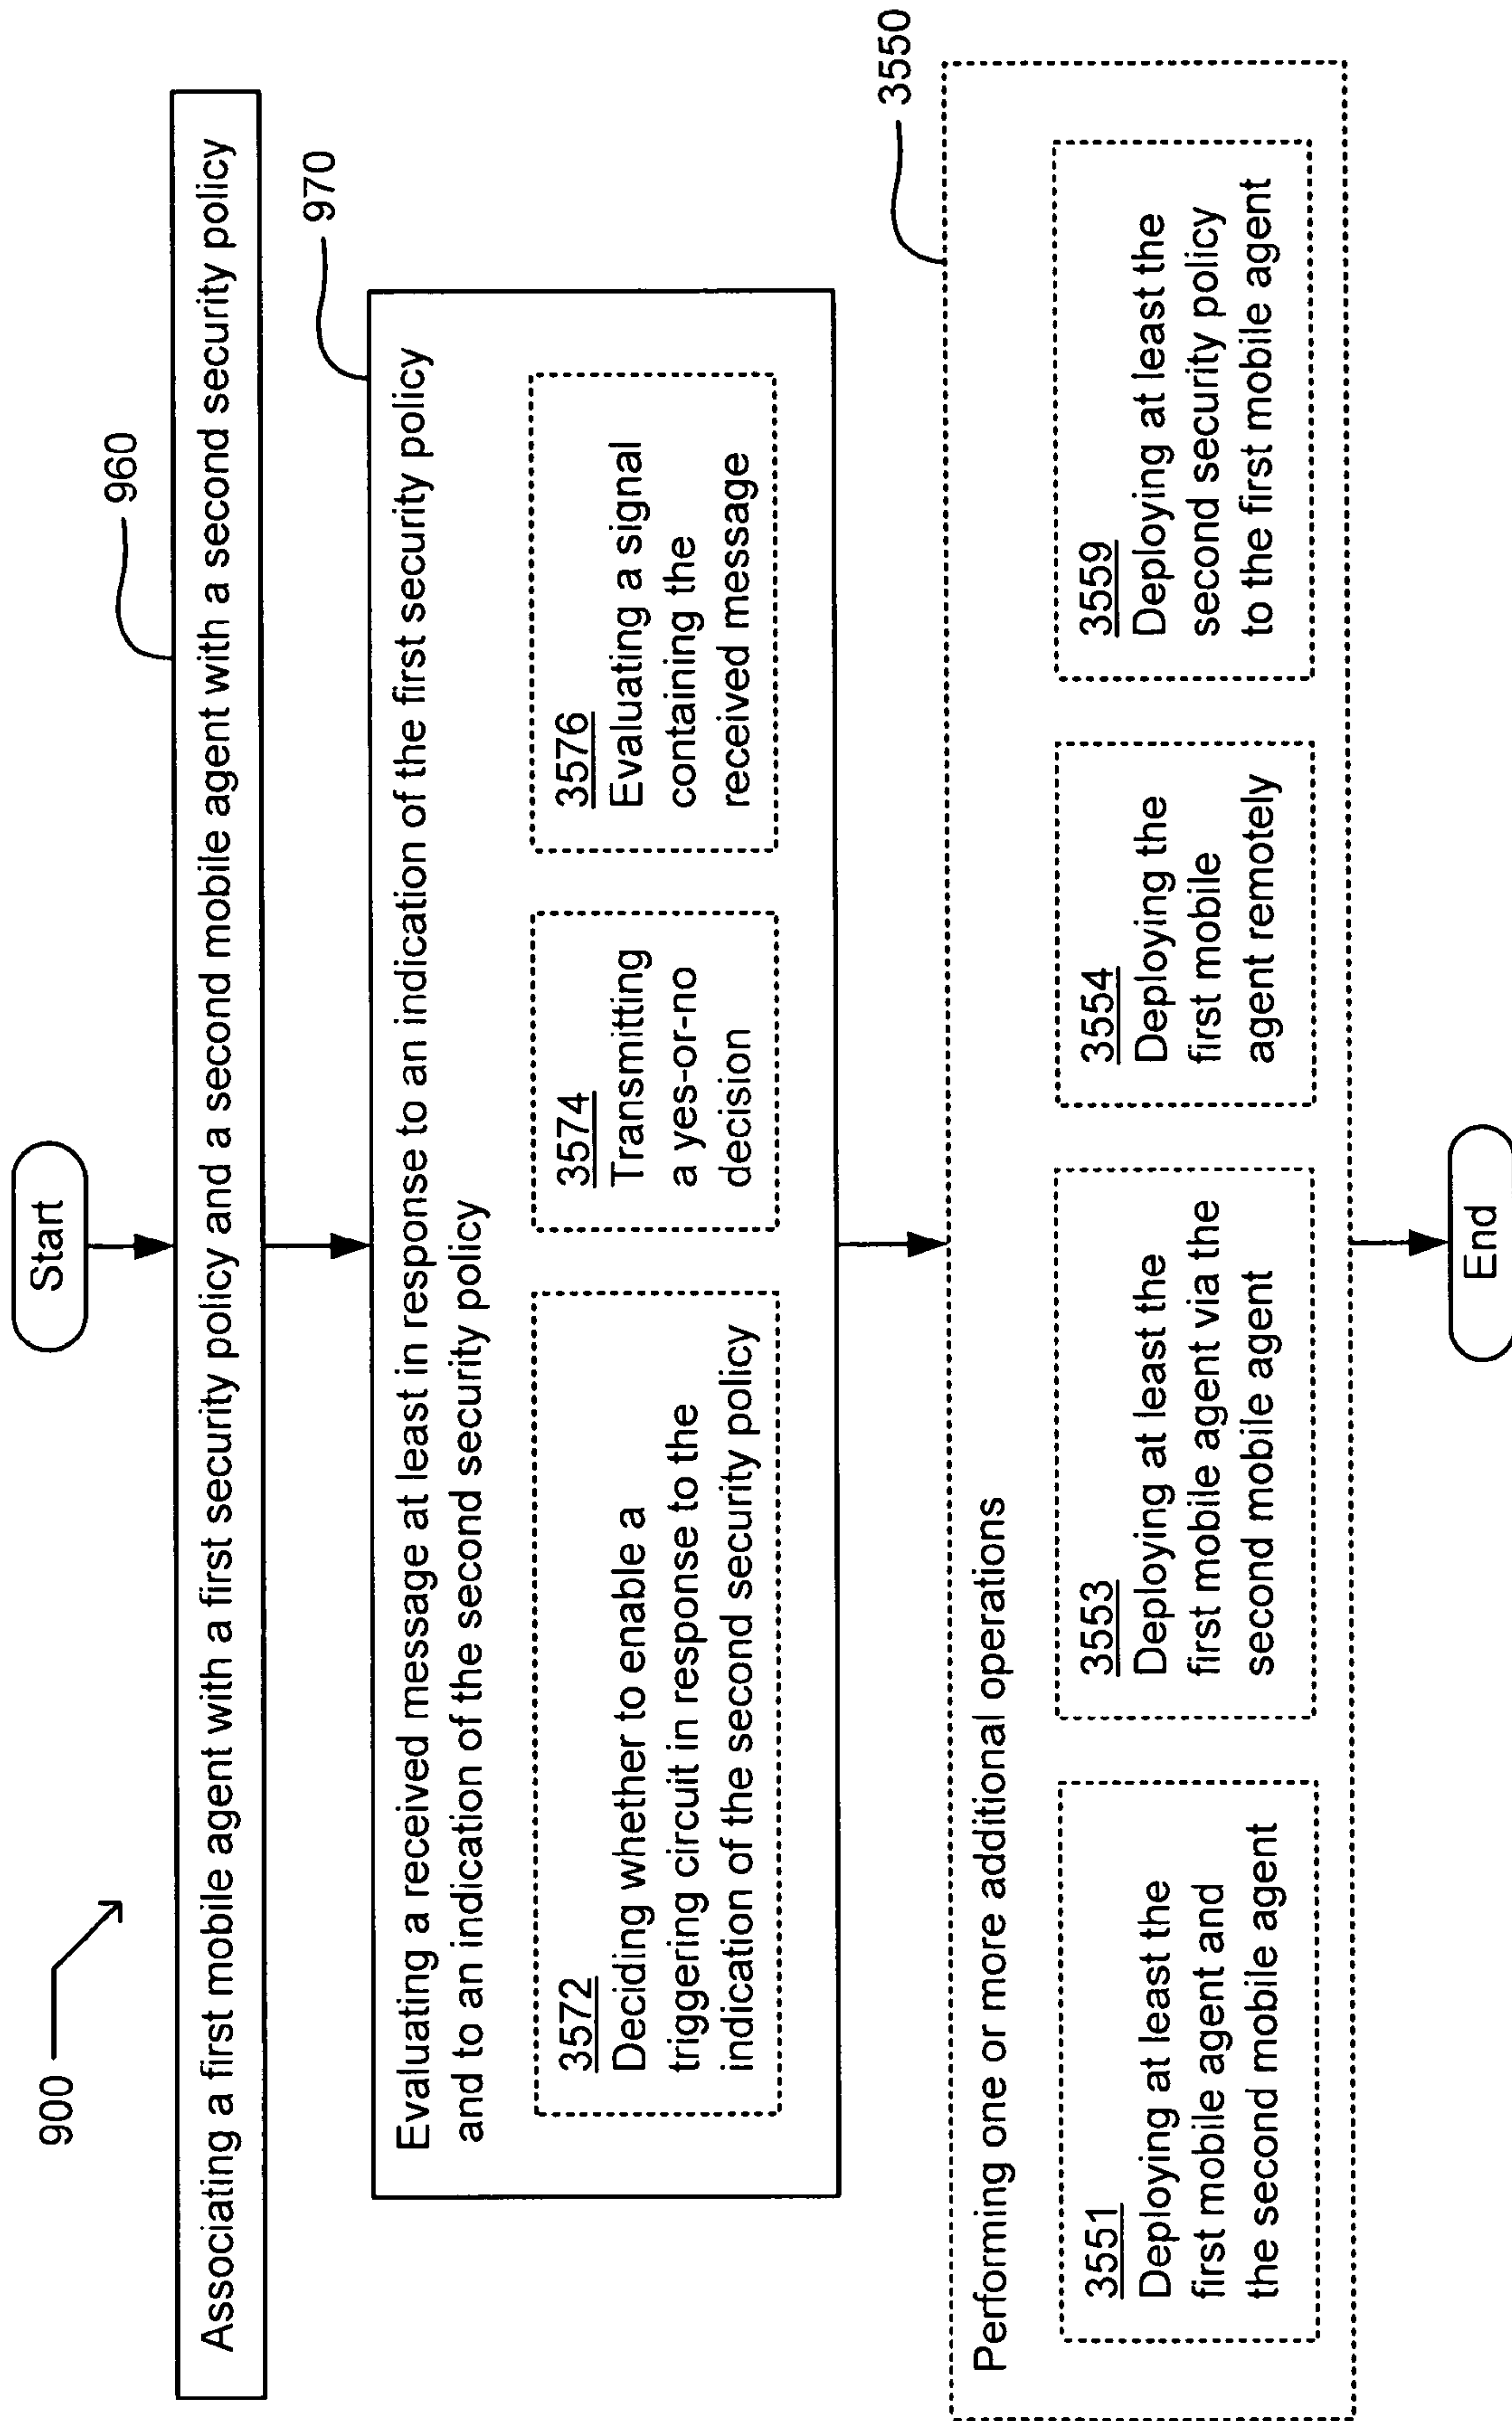 900
Start
960
Associating a first mobile agent with a first security policy and a second mobile agent with a second security policy
970
Evaluating a received message at least in response to an indication of the first security policy
and to an indication of the second security policy
3572
Deciding whether to enable a
triggering circuit in response to the
indication of the second security policy
3574
Transmitting
a yes-or-no
decision
3576
Evaluating a signal
containing the
received message
3550
Performing one or more additional operations
3551
Deploying at least the
first mobile agent and
the second mobile agent
3553
Deploying at least the
first mobile agent via the
second mobile agent
3554
Deploying the
first mobile
agent remotely
3559
Deploying at least the
second security policy
to the first mobile agent
End